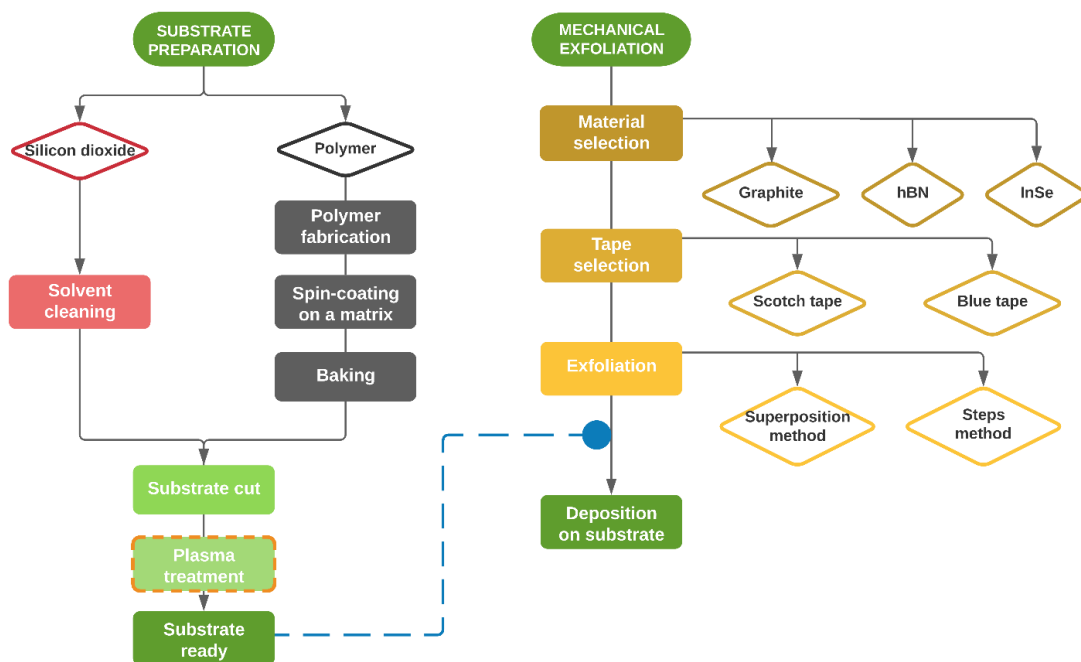 SUBSTRATE
PREPARATION
Silicon dioxide
Polymer
Polymer
fabrication
Solvent
cleaning
Spin-coating
on a matrix
Baking
Substrate cut
Plasma
treatment
Substrate
ready
MECHANICAL
EXFOLIATION
Material
selection
Graphite
hBN
InSe
Tape
selection
Scotch tape
Blue tape
Exfoliation
Superposition
method
Steps
method
Deposition
on substrate